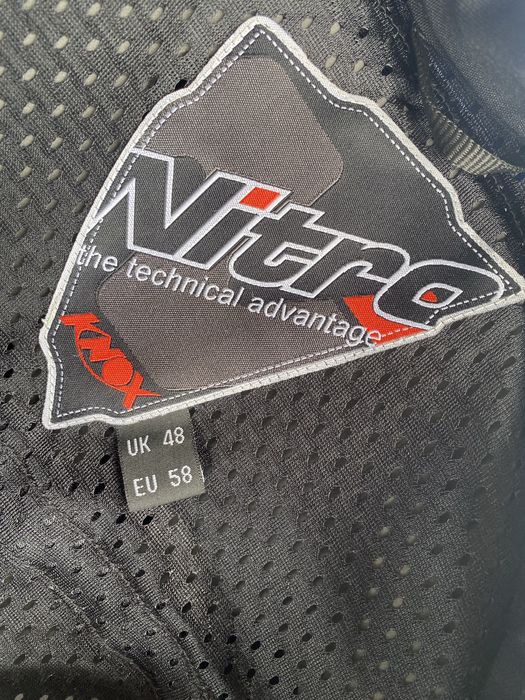 Nitro
the technical advantage
KNOX
UK 48
EU 58